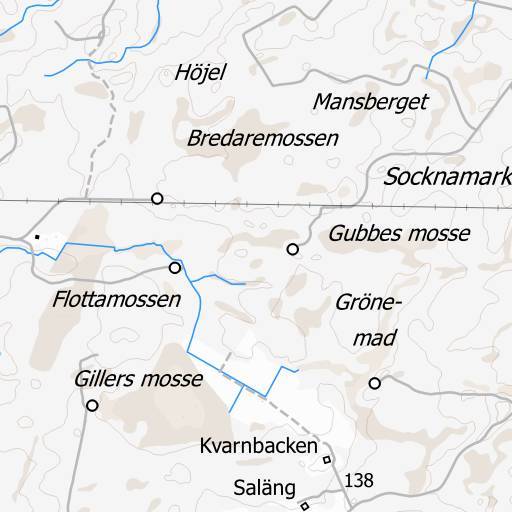 Höjel
Mansberget
Bredaremossen
Socknamark
Gubbes mosse
Flottamossen
Gröne-
mad
Gillers mosse
Kvarnbacken
138
Saläng